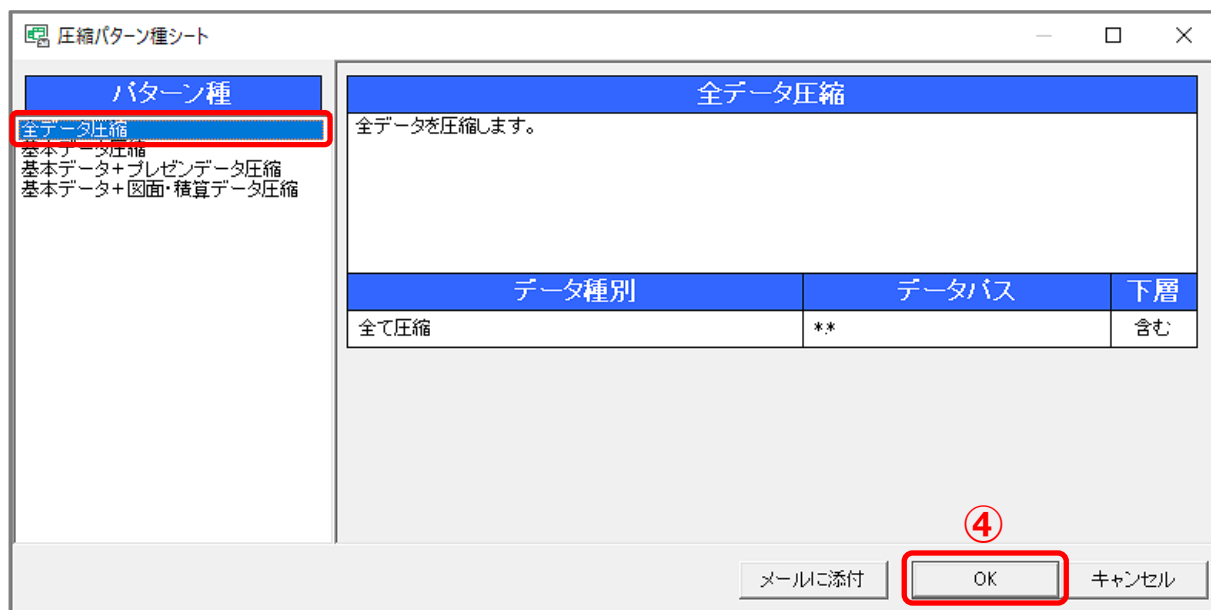 圧縮パターン種シート
パターン種
全データ圧縮
基本データ圧縮
基本データ+プレゼンデータ圧縮
基本データ+図面・積算データ圧縮
全データ圧縮
全データを圧縮します。
データ種別 データパス 下層
全て圧縮 *.* 含む
④
メールに添付 OK キャンセル